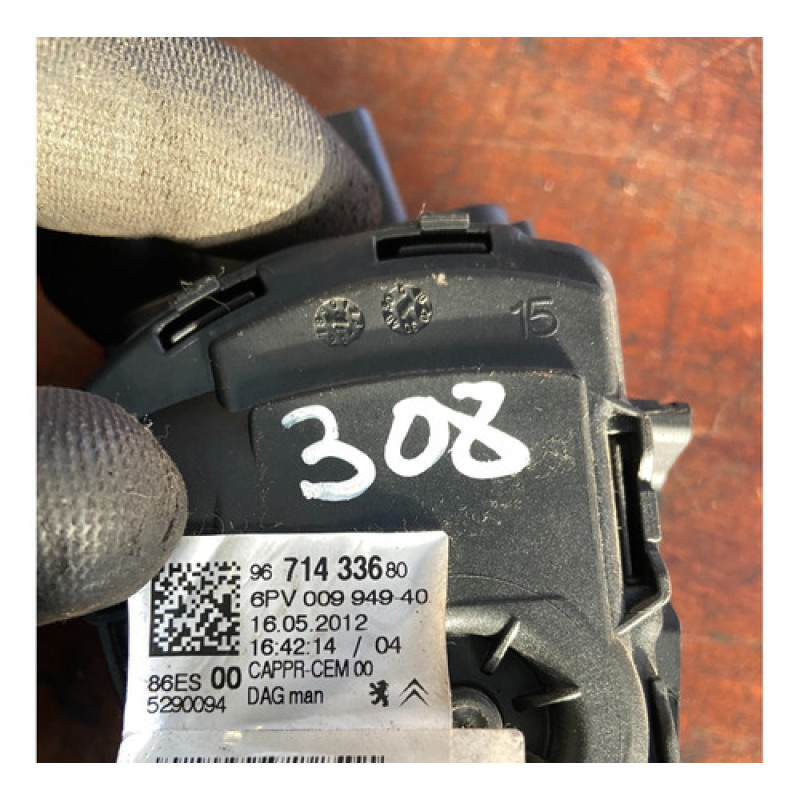 15
308
96 714 336 80
6PV 009 949-40
16.05.2012
16:42:14 / 04
86ES 00 CAPPR-CEM 00
5290094 DAG man